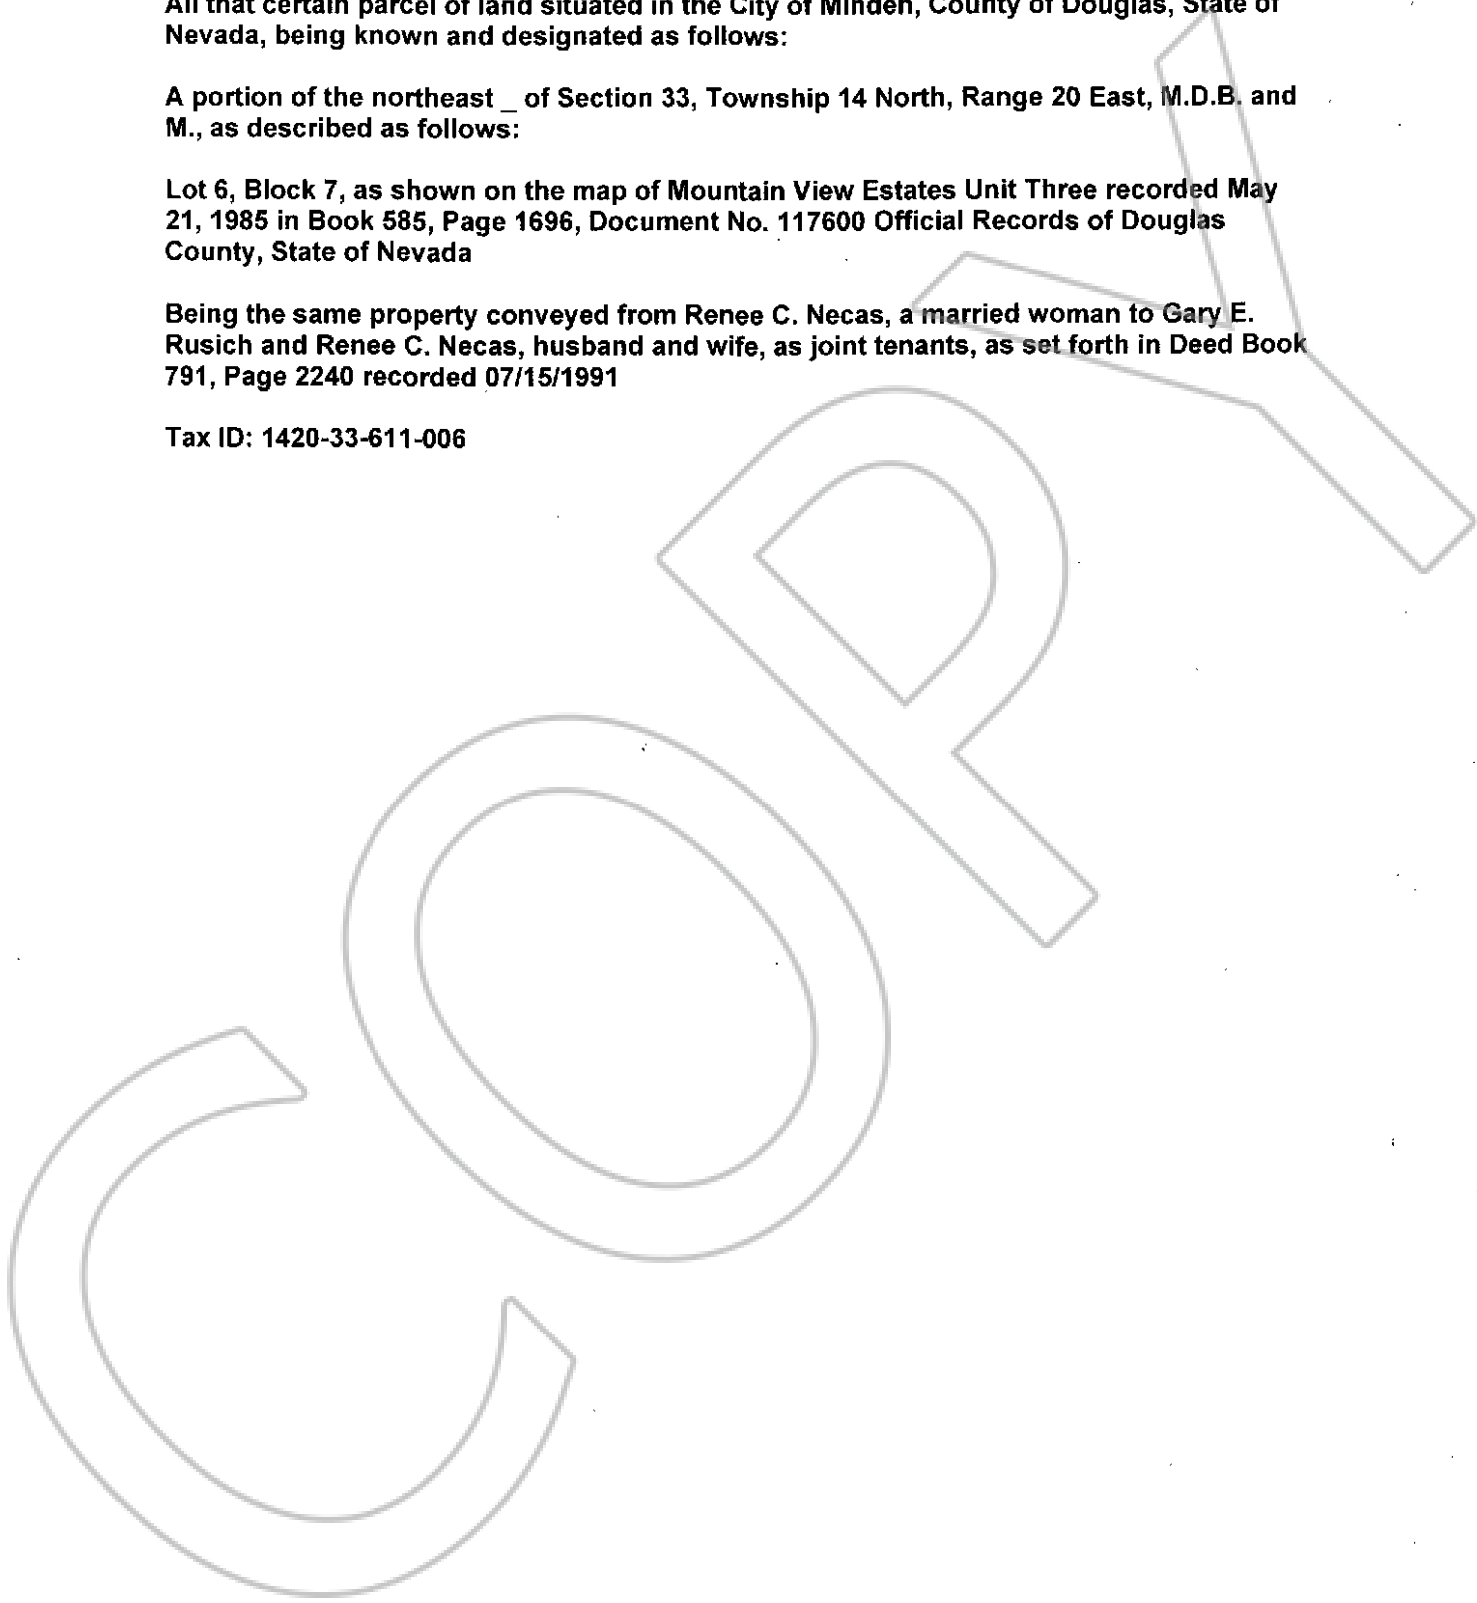 All that certain parcel of land situated in the City of Minden, County of Douglas, State of
Nevada, being known and designated as follows:
A portion of the northeast _ of Section 33, Township 14 North, Range 20 East, M.D.B. and
M., as described as follows:
Lot 6, Block 7, as shown on the map of Mountain View Estates Unit Three recorded May
21, 1985 in Book 585, Page 1696, Document No. 117600 Official Records of Douglas
County, State of Nevada
Being the same property conveyed from Renee C. Necas, a married woman to Gary E.
Rusich and Renee C. Necas, husband and wife, as joint tenants, as set forth in Deed Book
791, Page 2240 recorded 07/15/1991
Tax ID: 1420-33-611-006
COPY